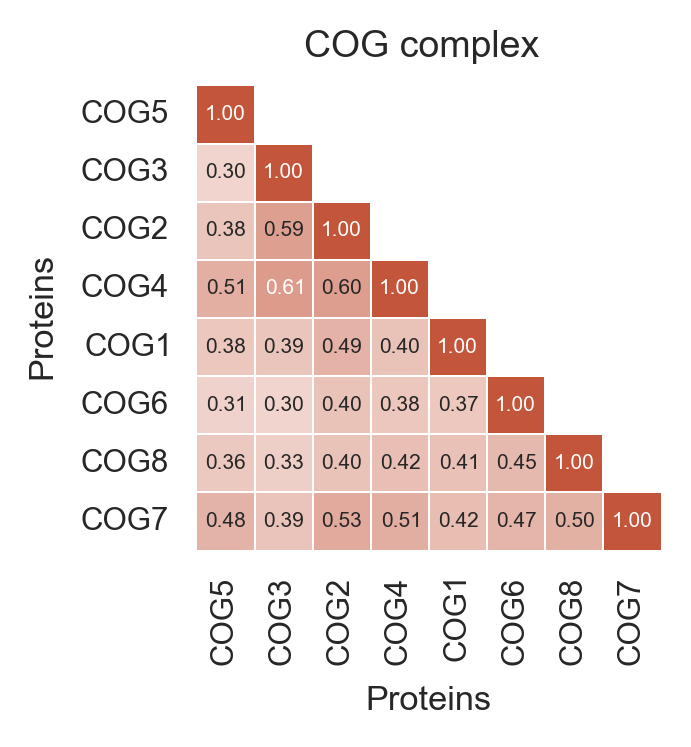 COG complex
COG5 1.00
COG3 0.30 1.00
COG2 0.38 0.59 1.00
COG4 0.51 0.61 0.60 1.00
COG1 0.38 0.39 0.49 0.40 1.00
COG6 0.31 0.30 0.40 0.38 0.37 1.00
COG8 0.36 0.33 0.40 0.42 0.41 0.45 1.00
COG7 0.48 0.39 0.53 0.51 0.42 0.47 0.50 1.00
Proteins
COG5 COG3 COG2 COG4 COG1 COG6 COG8 COG7
Proteins